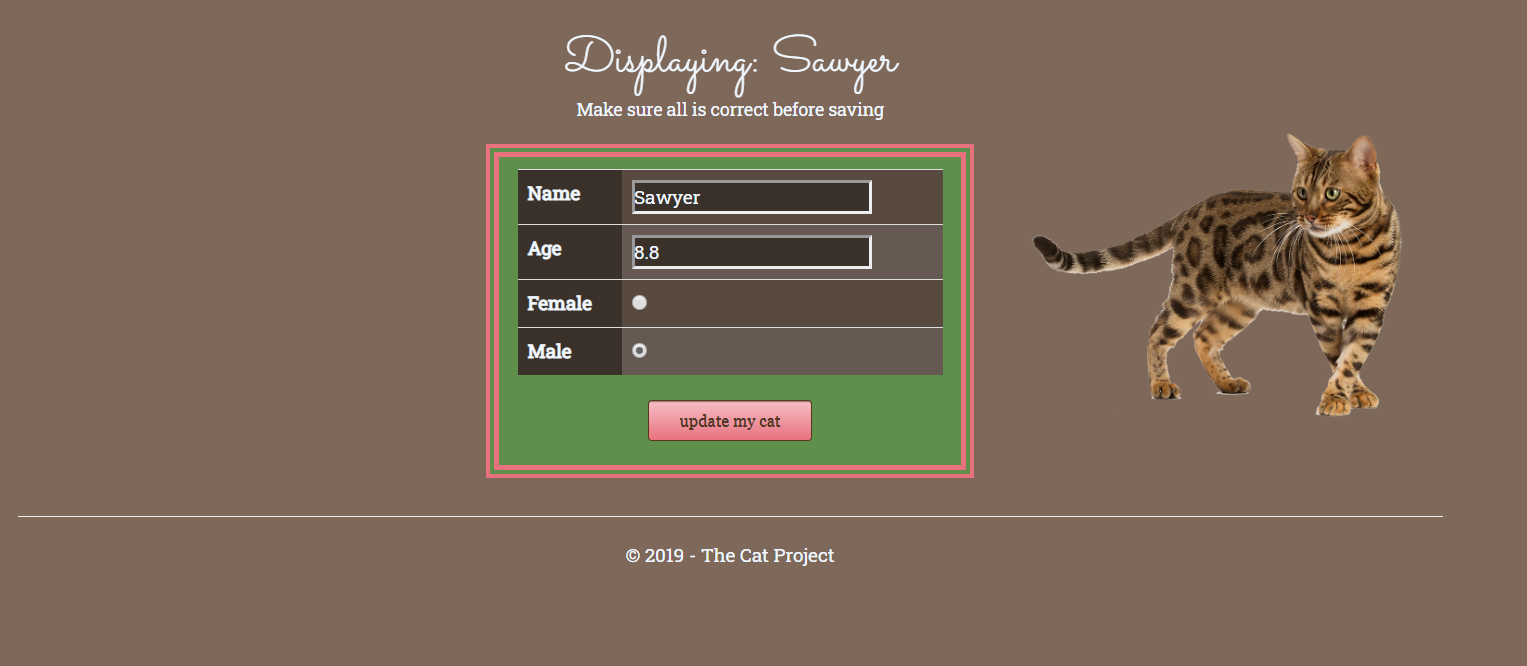 Displaying: Sawyer
Make sure all is correct before saving
Name Sawyer
Age 8.8
Female
Male
update my cat
© 2019 - The Cat Project